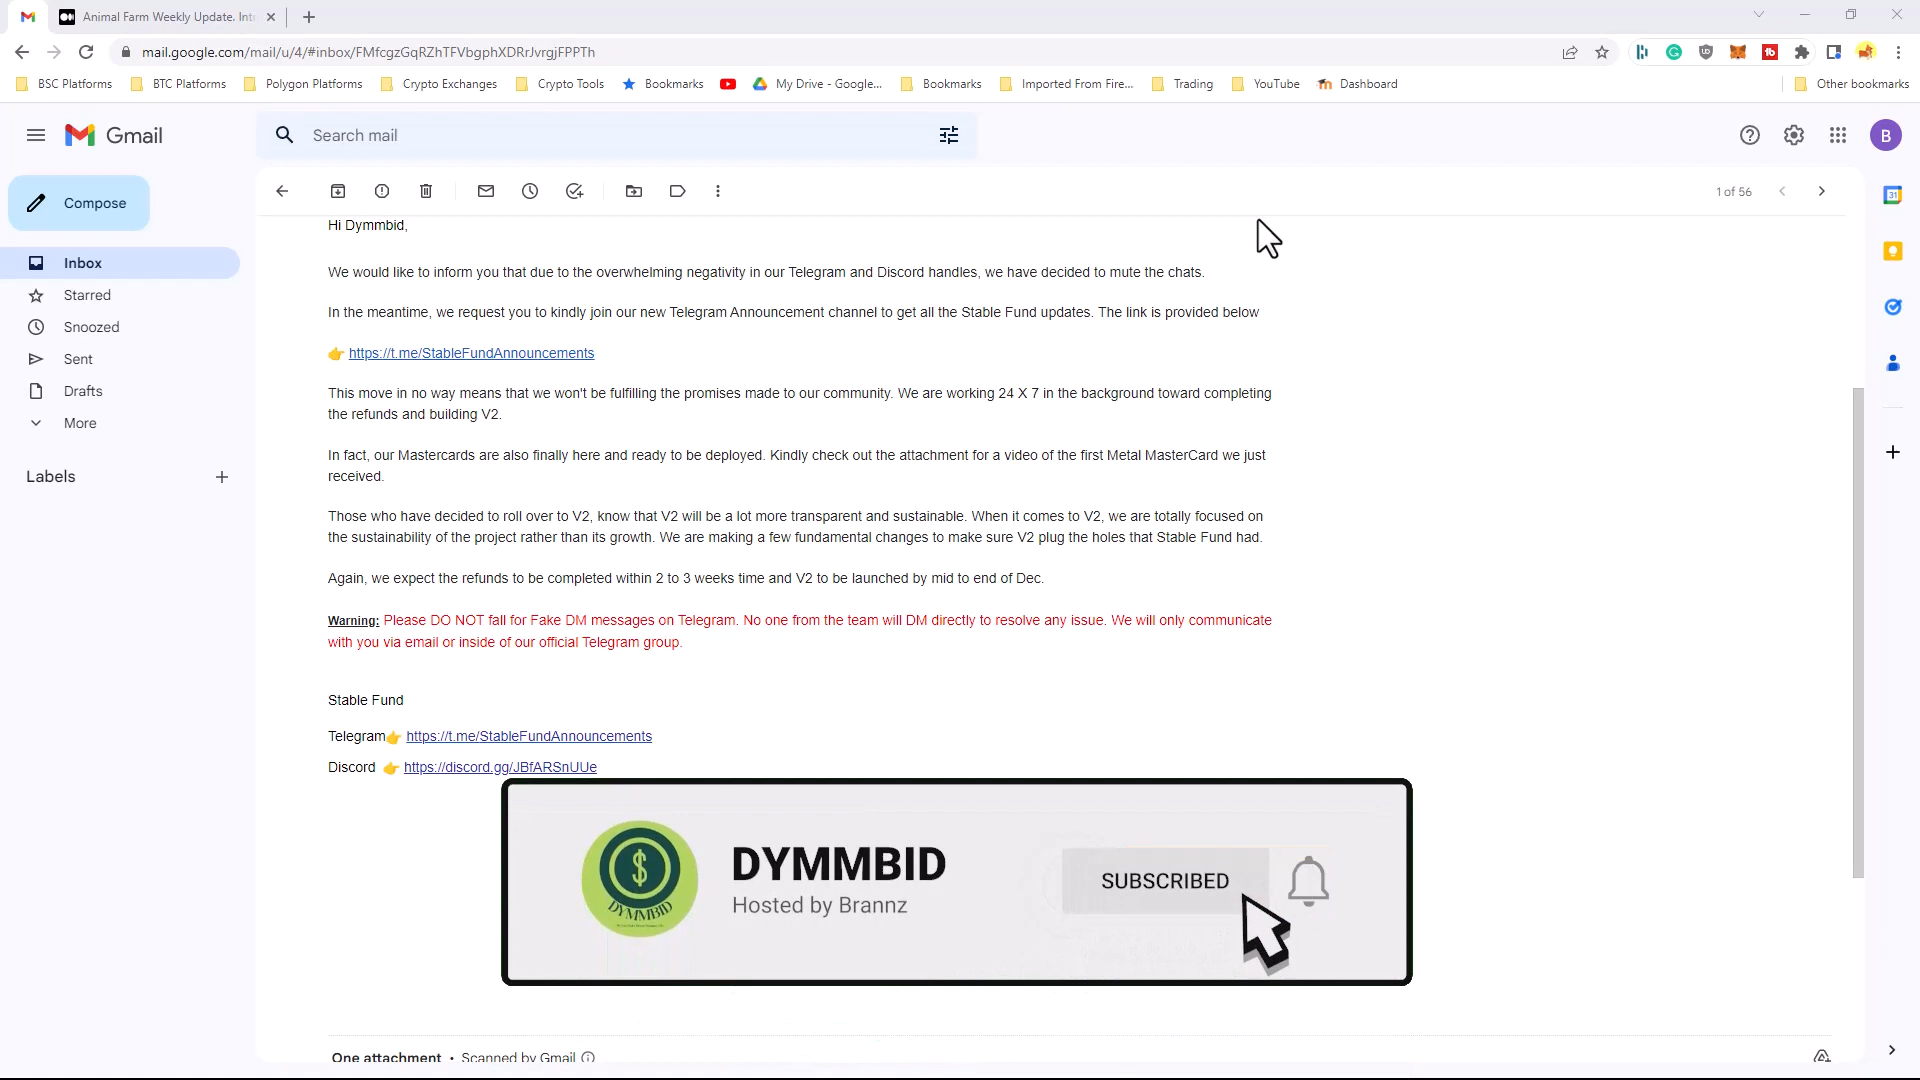 Animal Farm Weekly Update. Int
mail.google.com/mail/u/4/#inbox/FMfcgzGqRZhTFVbgphXDRrJvrgjFPPTh
BSC Platforms
BTC Platforms
Polygon Platforms
Crypto Exchanges
Crypto Tools
Bookmarks
My Drive - Google...
Bookmarks
Imported From Fire...
Trading
YouTube
Dashboard
Other bookmarks
Gmail
Search mail
B
Compose
1 of 56
31
Inbox
Starred
Snoozed
Sent
Drafts
More
Labels
Hi Dymmbid,
We would like to inform you that due to the overwhelming negativity in our Telegram and Discord handles, we have decided to mute the chats.
In the meantime, we request you to kindly join our new Telegram Announcement channel to get all the Stable Fund updates. The link is provided below
👉 https://t.me/StableFundAnnouncements
This move in no way means that we won't be fulfilling the promises made to our community. We are working 24 X 7 in the background toward completing
the refunds and building V2.
In fact, our Mastercards are also finally here and ready to be deployed. Kindly check out the attachment for a video of the first Metal MasterCard we just
received.
Those who have decided to roll over to V2, know that V2 will be a lot more transparent and sustainable. When it comes to V2, we are totally focused on
the sustainability of the project rather than its growth. We are making a few fundamental changes to make sure V2 plug the holes that Stable Fund had.
Again, we expect the refunds to be completed within 2 to 3 weeks time and V2 to be launched by mid to end of Dec.
Warning: Please DO NOT fall for Fake DM messages on Telegram. No one from the team will DM directly to resolve any issue. We will only communicate
with you via email or inside of our official Telegram group.
Stable Fund
Telegram👉 https://t.me/StableFundAnnouncements
Discord 👉 https://discord.gg/JBfARSnUUe
$
DYMMBID
DYMMBID
Hosted by Brannz
SUBSCRIBED
One attachment • Scanned by Gmail